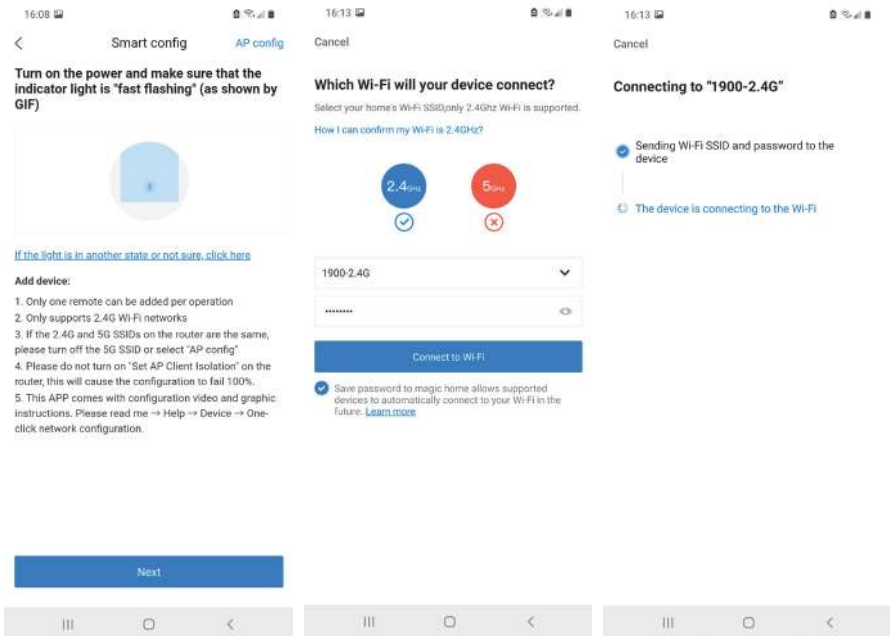 16:08
Smart config
AP config
Turn on the power and make sure that the
indicator light is "fast flashing" (as shown by
GIF)
If the light is in another state or not sure, click here
Add device:
1. Only one remote can be added per operation
2. Only supports 2.4G Wi-Fi networks
3. If the 2.4G and 5G SSIDs on the router are the same,
please turn off the 5G SSID or select "AP config"
4. Please do not turn on "Set AP Client Isolation" on the
router, this will cause the configuration to fail 100%.
5. This APP comes with configuration video and graphic
instructions. Please read me → Help → Device → One-
click network configuration.
Next
16:13
Cancel
Which Wi-Fi will your device connect?
Select your home's Wi-Fi SSID,only 2.4Ghz Wi-Fi is supported.
How I can confirm my Wi-Fi is 2.4GHz?
2.4GHz
5GHz
1900-2.4G
••••••••
Connect to Wi-Fi
Save password to magic home allows supported
devices to automatically connect to your Wi-Fi in the
future. Learn more
16:13
Cancel
Connecting to "1900-2.4G"
Sending Wi-Fi SSID and password to the
device
The device is connecting to the Wi-Fi